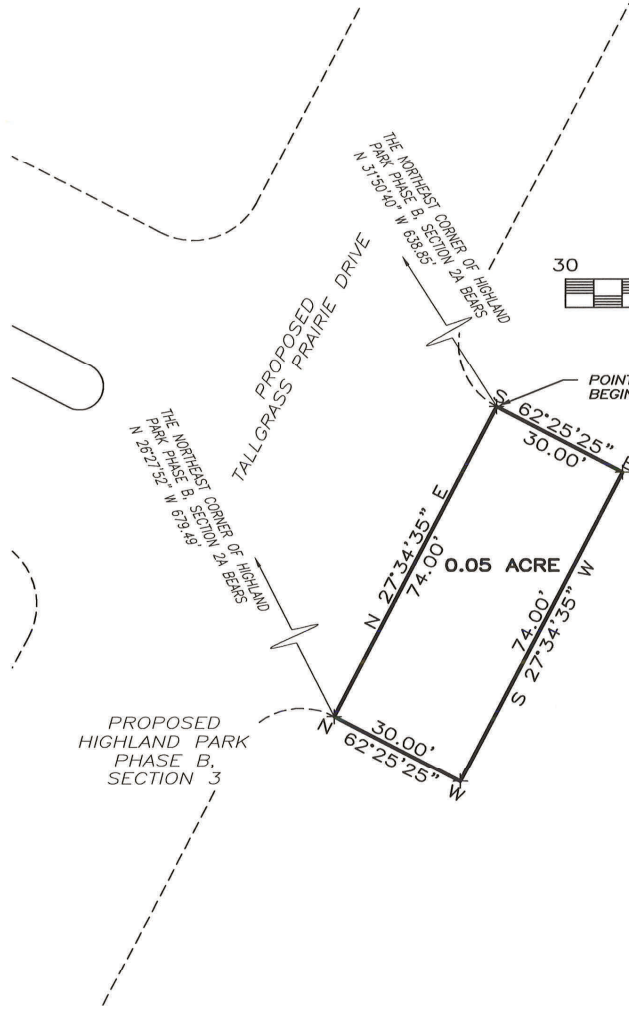 THE NORTHEAST CORNER OF HIGHLAND
PARK PHASE B, SECTION 2A BEARS
N 31°50'40" W 638.85'
30
PROPOSED
TALLGRASS PRAIRIE DRIVE
POINT
BEGIN
S 62°25'25" E
30.00'
THE NORTHEAST CORNER OF HIGHLAND
PARK PHASE B, SECTION 2A BEARS
N 26°27'52" W 679.49'
N 27°34'35" E
74.00'
0.05 ACRE
74.00'
S 27°34'35" W
30.00'
N 62°25'25" W
PROPOSED
HIGHLAND PARK
PHASE B,
SECTION 3